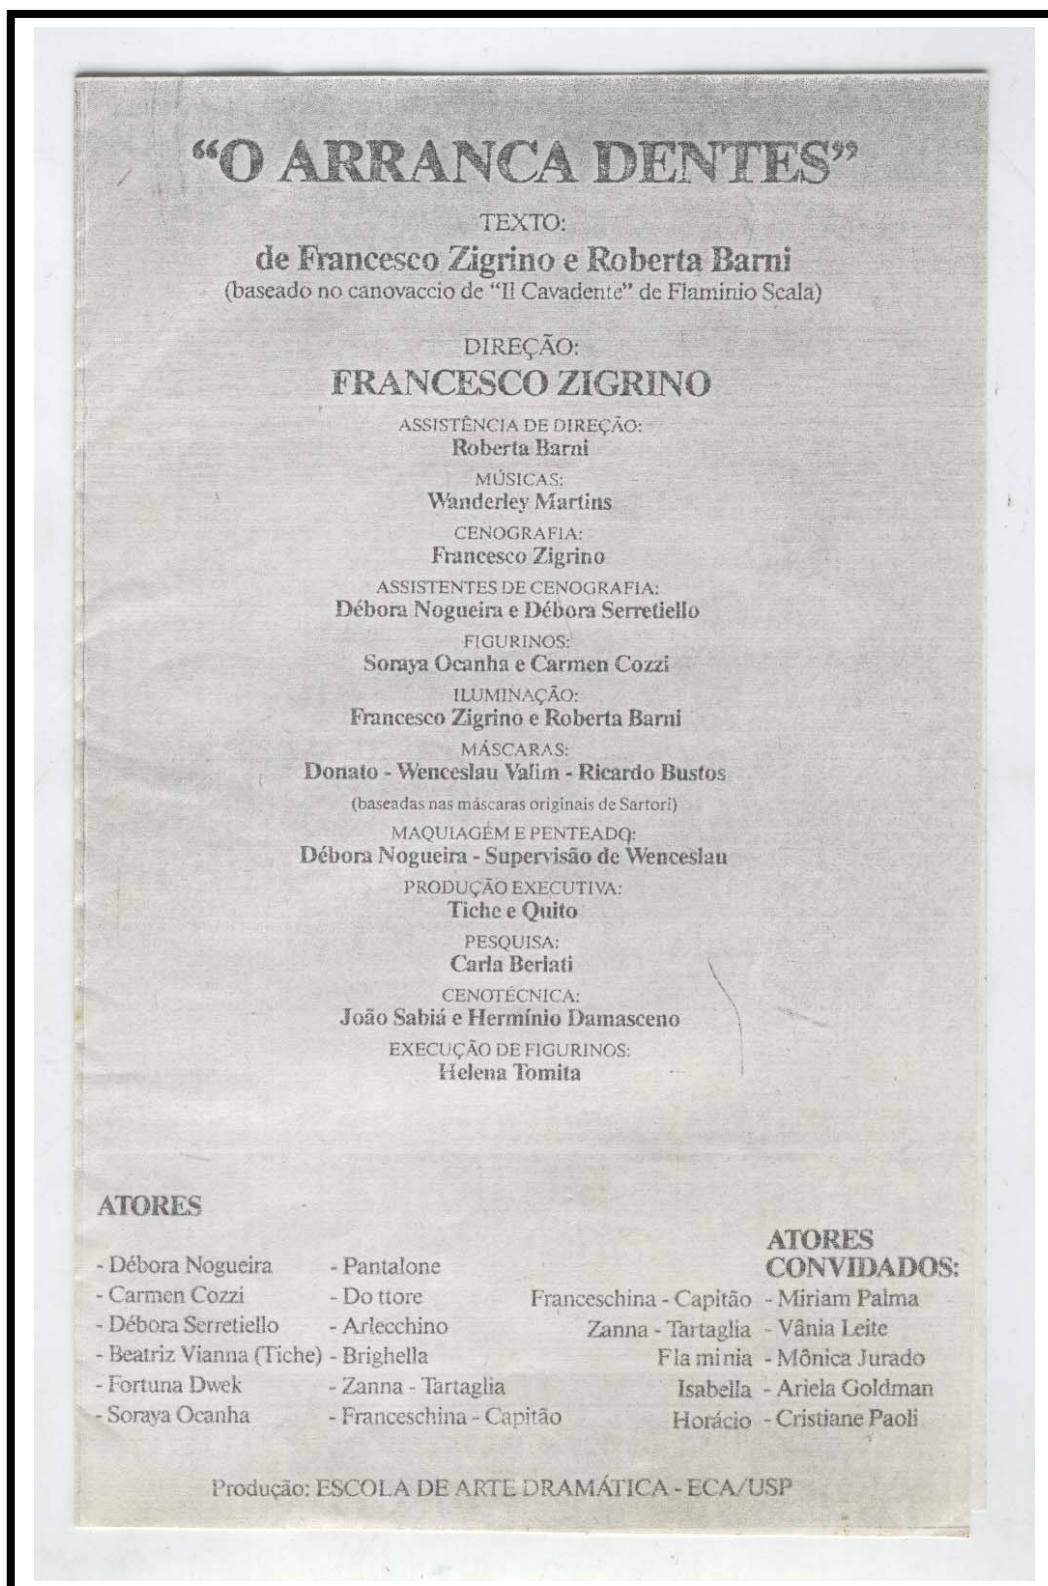 “O ARRANCA DENTES”
TEXTO:
de Francesco Zigrino e Roberta Barni
(baseado no canovaccio de “Il Cavadente” de Flaminio Scala)
DIREÇÃO:
FRANCESCO ZIGRINO
ASSISTÊNCIA DE DIREÇÃO:
Roberta Barni
MÚSICAS:
Wanderley Martins
CENOGRAFIA:
Francesco Zigrino
ASSISTENTES DE CENOGRAFIA:
Débora Nogueira e Débora Serretiello
FIGURINOS:
Soraya Ocanha e Carmen Cozzi
ILUMINAÇÃO:
Francesco Zigrino e Roberta Barni
MÁSCARAS:
Donato - Wenceslau Valim - Ricardo Bustos
(baseadas nas máscaras originais de Sartori)
MAQUIAGÉM E PENTEADO:
Débora Nogueira - Supervisão de Wenceslau
PRODUÇÃO EXECUTIVA:
Tiche e Quito
PESQUISA:
Carla Berlati
CENOTÉCNICA:
João Sabiá e Hermínio Damasceno
EXECUÇÃO DE FIGURINOS:
Helena Tomita
ATORES
- Débora Nogueira - Pantalone
- Carmen Cozzi - Do ttore
- Débora Serretiello - Arlecchino
- Beatriz Vianna (Tiche) - Brighella
- Fortuna Dwek - Zanna - Tartaglia
- Soraya Ocanha - Franceschina - Capitão
ATORES
CONVIDADOS:
Franceschina - Capitão - Miriam Palma
Zanna - Tartaglia - Vânia Leite
Fla mi nia - Mônica Jurado
Isabella - Ariela Goldman
Horácio - Cristiane Paoli
Produção: ESCOLA DE ARTE DRAMÁTICA - ECA/USP